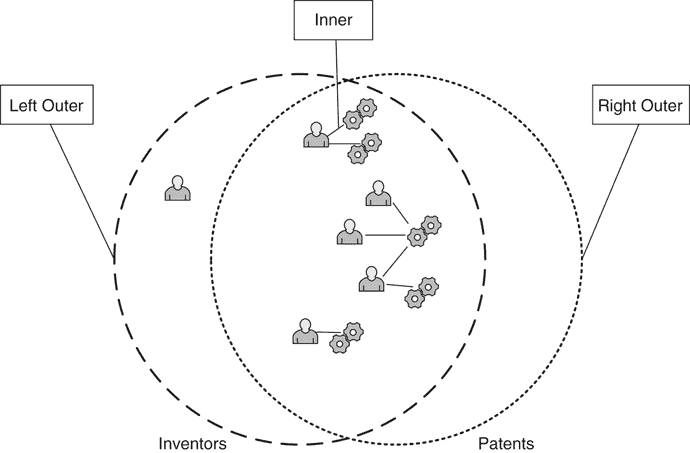 Inner
Left Outer
Right Outer
Inventors
Patents